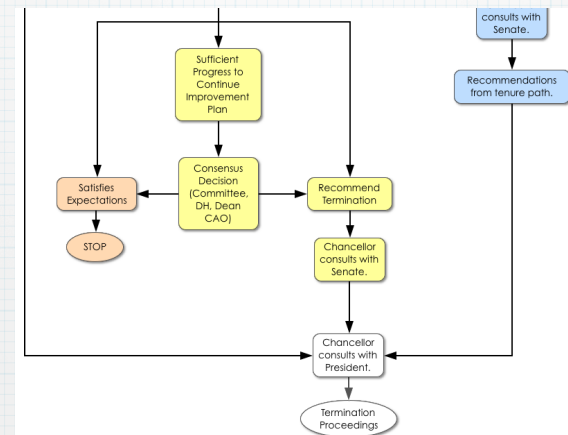 consults with
Senate.
Recommendations
from tenure path.
Sufficient
Progress to
Continue
Improvement
Plan
Satisfies
Expectations
Consensus
Decision
(Committee,
DH, Dean
CAO)
Recommend
Termination
STOP
Chancellor
consults with
Senate.
Chancellor
consults with
President.
Termination
Proceedings